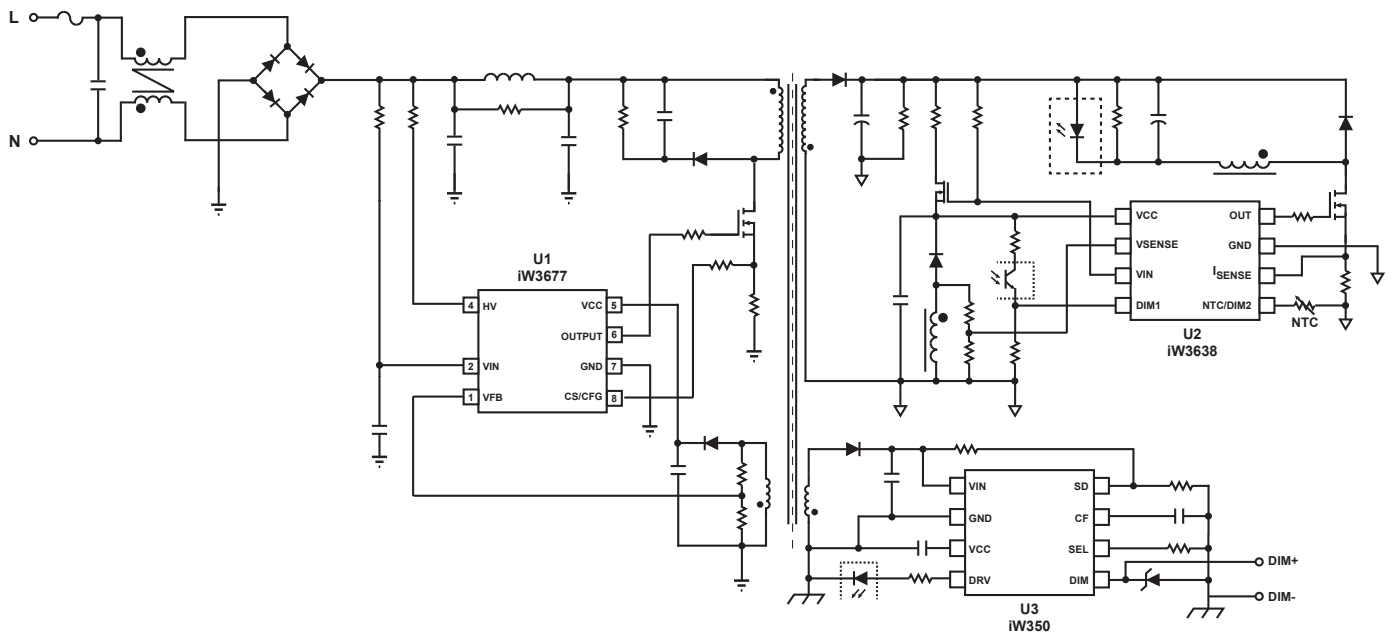 L
N
U1
iW3677
4 HV
VCC 5
OUTPUT 6
2 VIN
GND 7
1 VFB
CS/CFG 8
VCC
OUT
VSENSE
GND
VIN
ISENSE
DIM1
NTC/DIM2
NTC
U2
iW3638
VIN
SD
GND
CF
VCC
SEL
DRV
DIM
DIM+
DIM-
U3
iW350